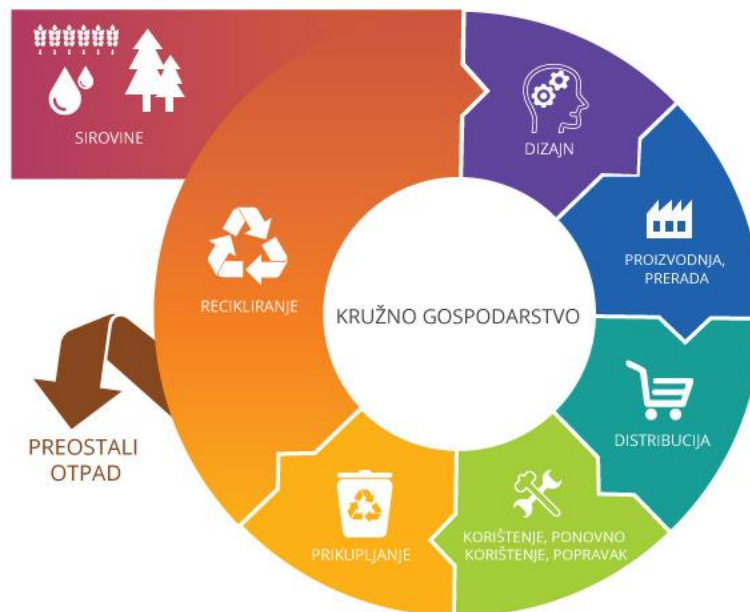 SIROVINE
DIZAJN
PROIZVODNJA,
PRERADA
DISTRIBUCIJA
KORIŠTENJE, PONOVNO
KORIŠTENJE, POPRAVAK
PRIKUPLJANJE
RECIKLIRANJE
KRUŽNO GOSPODARSTVO
PREOSTALI
OTPAD